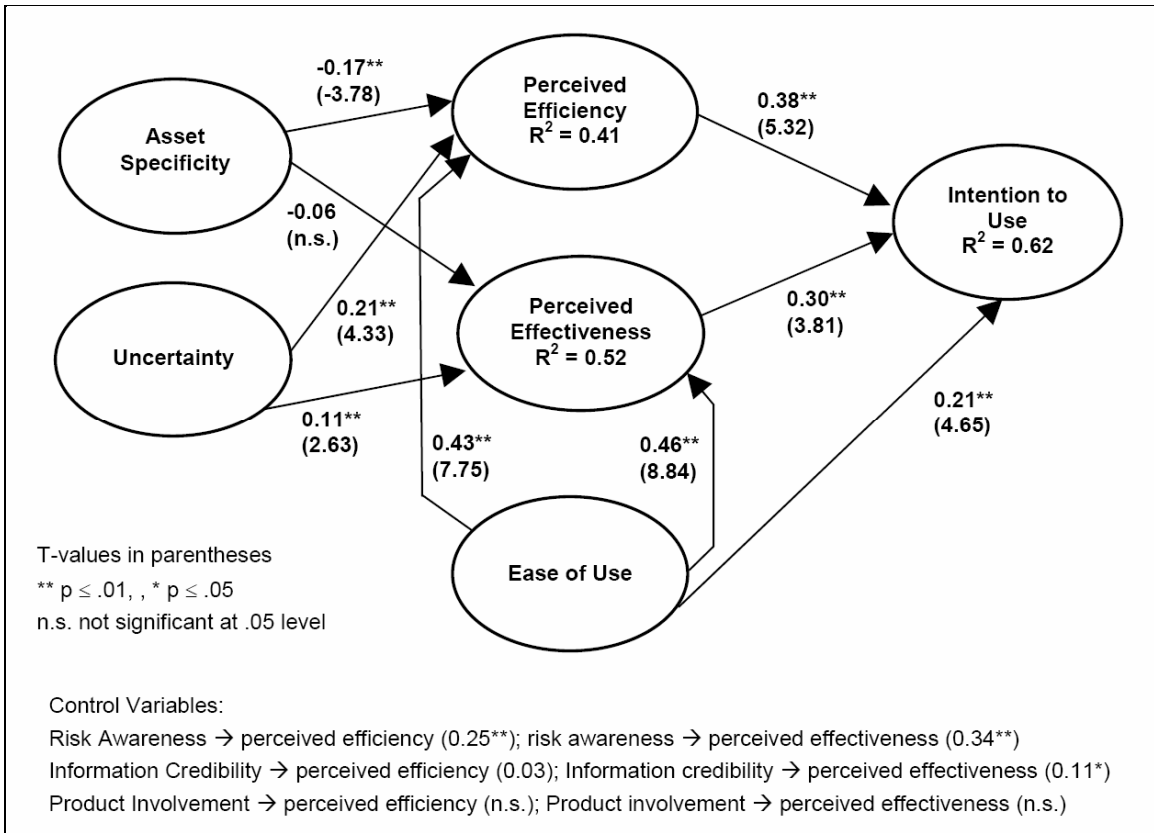 -0.17**
(-3.78)
Perceived
Efficiency
R² = 0.41
0.38**
(5.32)
Asset
Specificity
Intention to
Use
R² = 0.62
-0.06
(n.s.)
0.21**
(4.33)
Perceived
Effectiveness
R² = 0.52
0.30**
(3.81)
Uncertainty
0.11**
(2.63)
0.43**
(7.75)
0.46**
(8.84)
0.21**
(4.65)
Ease of Use
T-values in parentheses
** p ≤ .01, , * p ≤ .05
n.s. not significant at .05 level
Control Variables:
Risk Awareness → perceived efficiency (0.25**); risk awareness → perceived effectiveness (0.34**)
Information Credibility → perceived efficiency (0.03); Information credibility → perceived effectiveness (0.11*)
Product Involvement → perceived efficiency (n.s.); Product involvement → perceived effectiveness (n.s.)